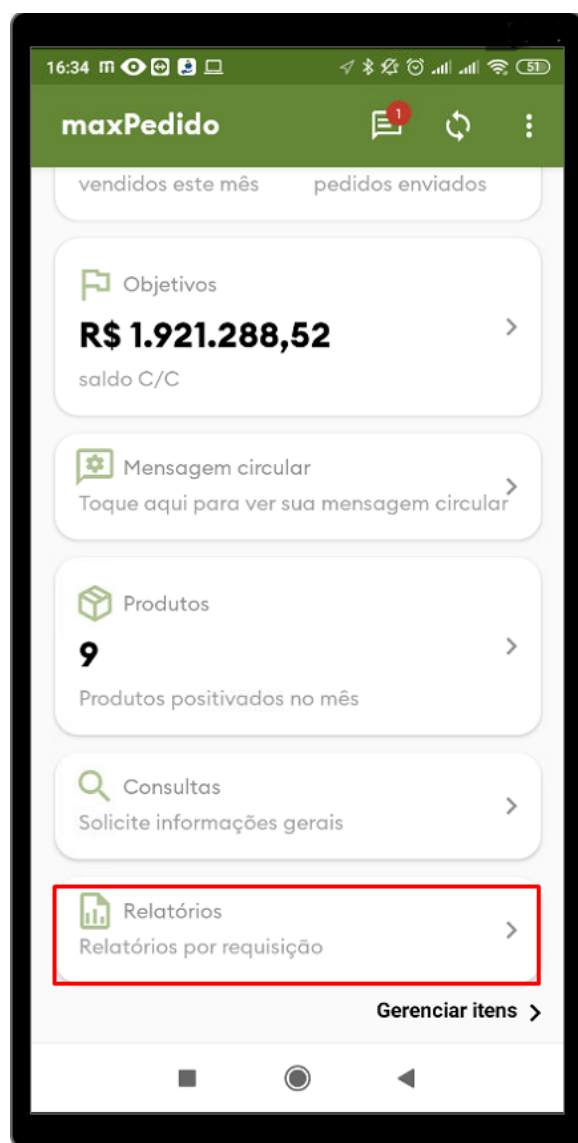 16:34 m 51
maxPedido 1
vendidos este mês pedidos enviados
Objetivos
R$ 1.921.288,52
saldo C/C
Mensagem circular
Toque aqui para ver sua mensagem circular
Produtos
9
Produtos positivados no mês
Consultas
Solicite informações gerais
Relatórios
Relatórios por requisição
Gerenciar itens